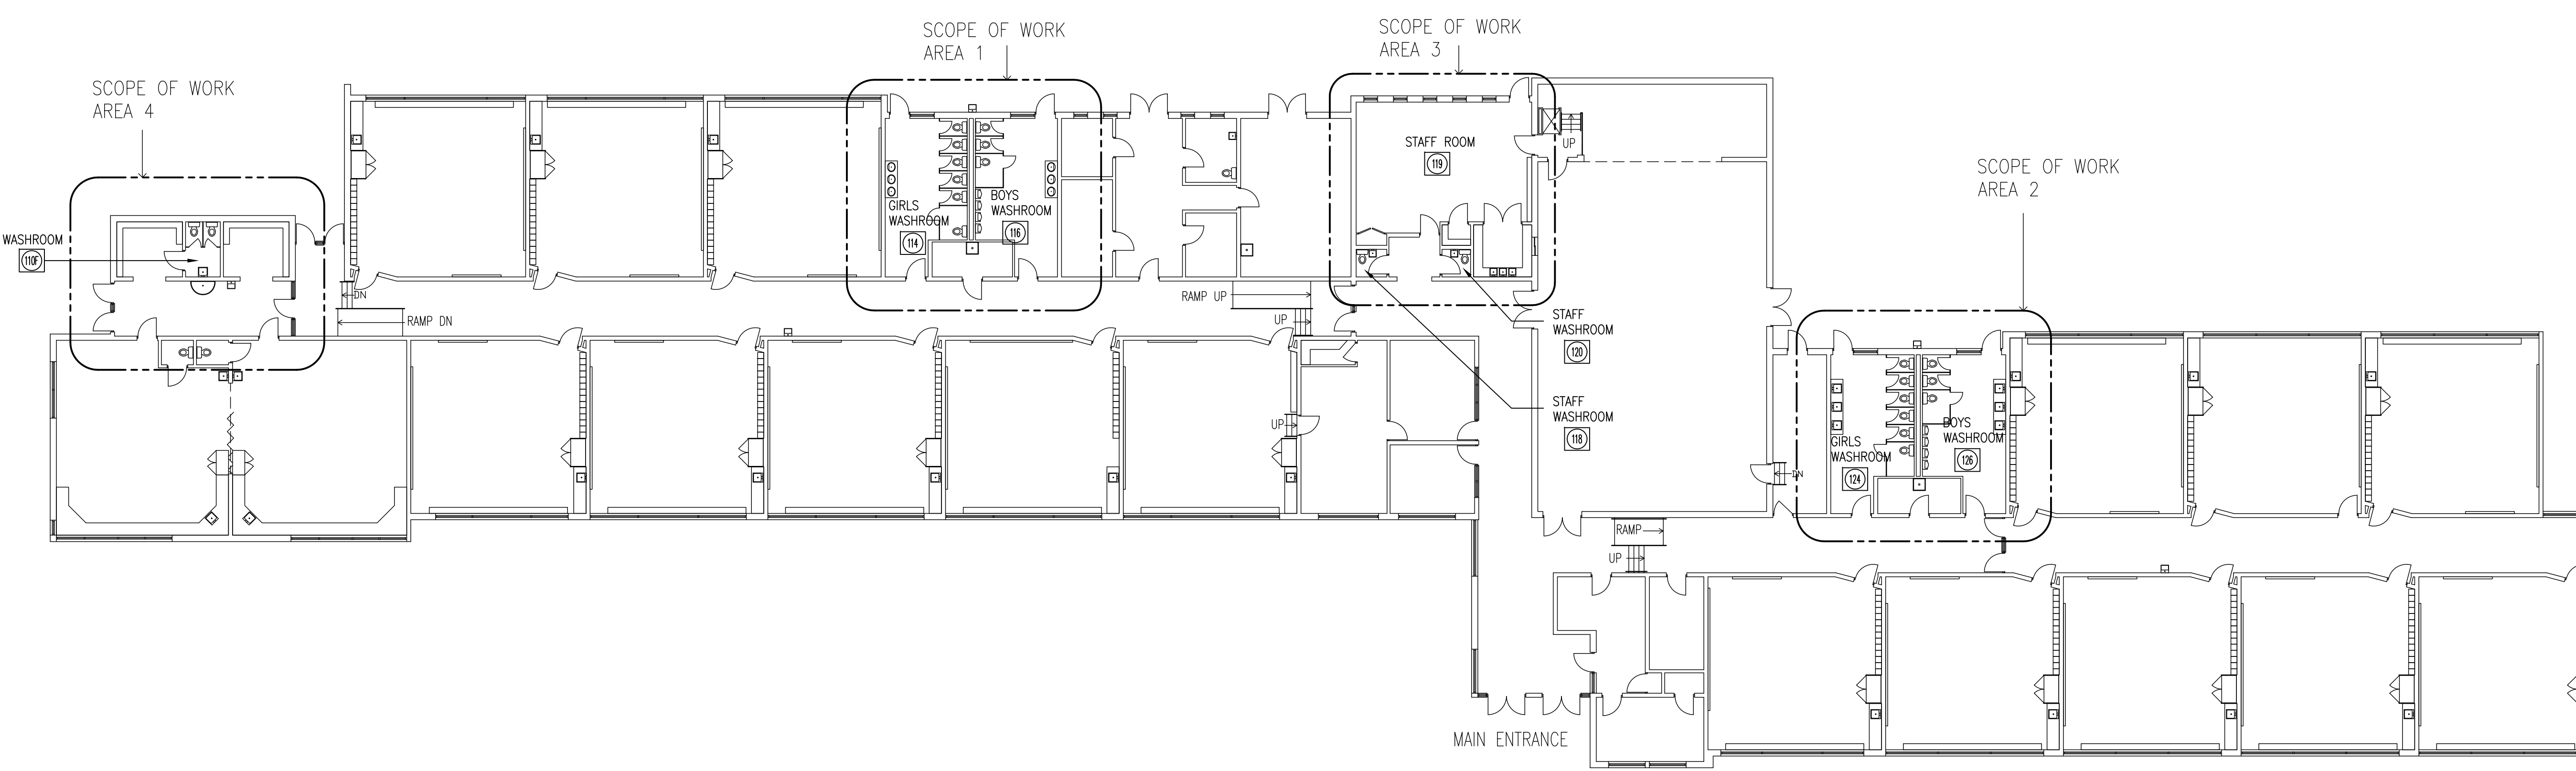 SCOPE OF WORK
AREA 4
SCOPE OF WORK
AREA 1
SCOPE OF WORK
AREA 3
SCOPE OF WORK
AREA 2
WASHROOM
110F
GIRLS
WASHROOM
114
BOYS
WASHROOM
116
STAFF ROOM
119
UP
DN
RAMP DN
RAMP UP
UP
UP
STAFF
WASHROOM
120
STAFF
WASHROOM
118
GIRLS
WASHROOM
124
BOYS
WASHROOM
126
DN
RAMP
UP
MAIN ENTRANCE